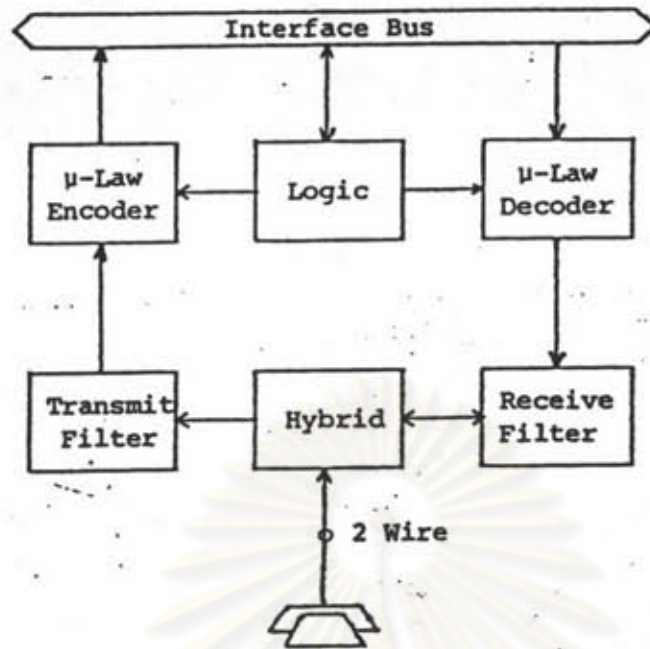 Interface Bus
µ-Law
Encoder
Logic
µ-Law
Decoder
Transmit
Filter
Hybrid
Receive
Filter
2 Wire